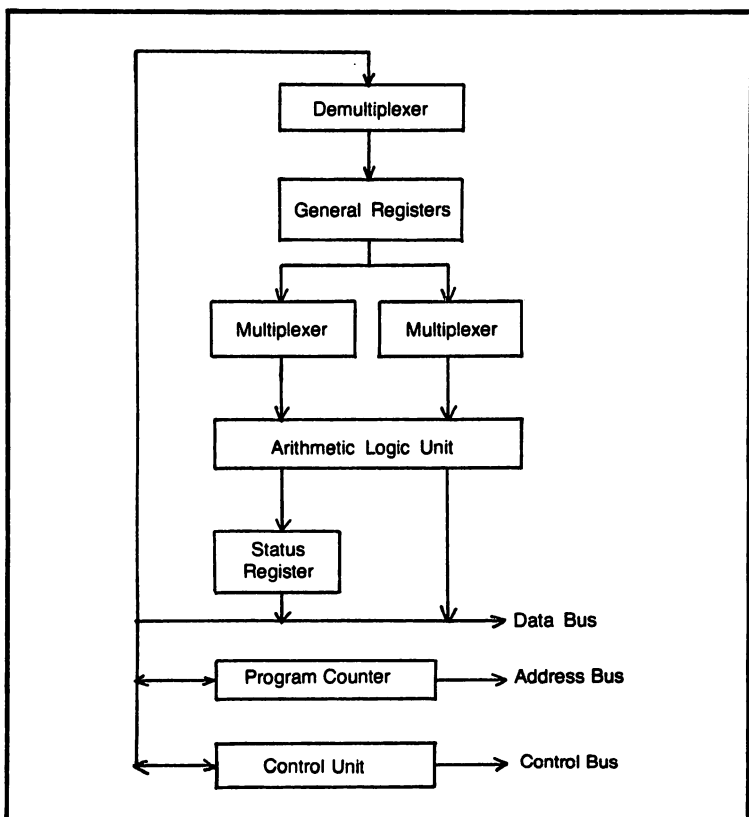 Demultiplexer
General Registers
Multiplexer
Multiplexer
Arithmetic Logic Unit
Status
Register
Data Bus
Program Counter
Address Bus
Control Unit
Control Bus